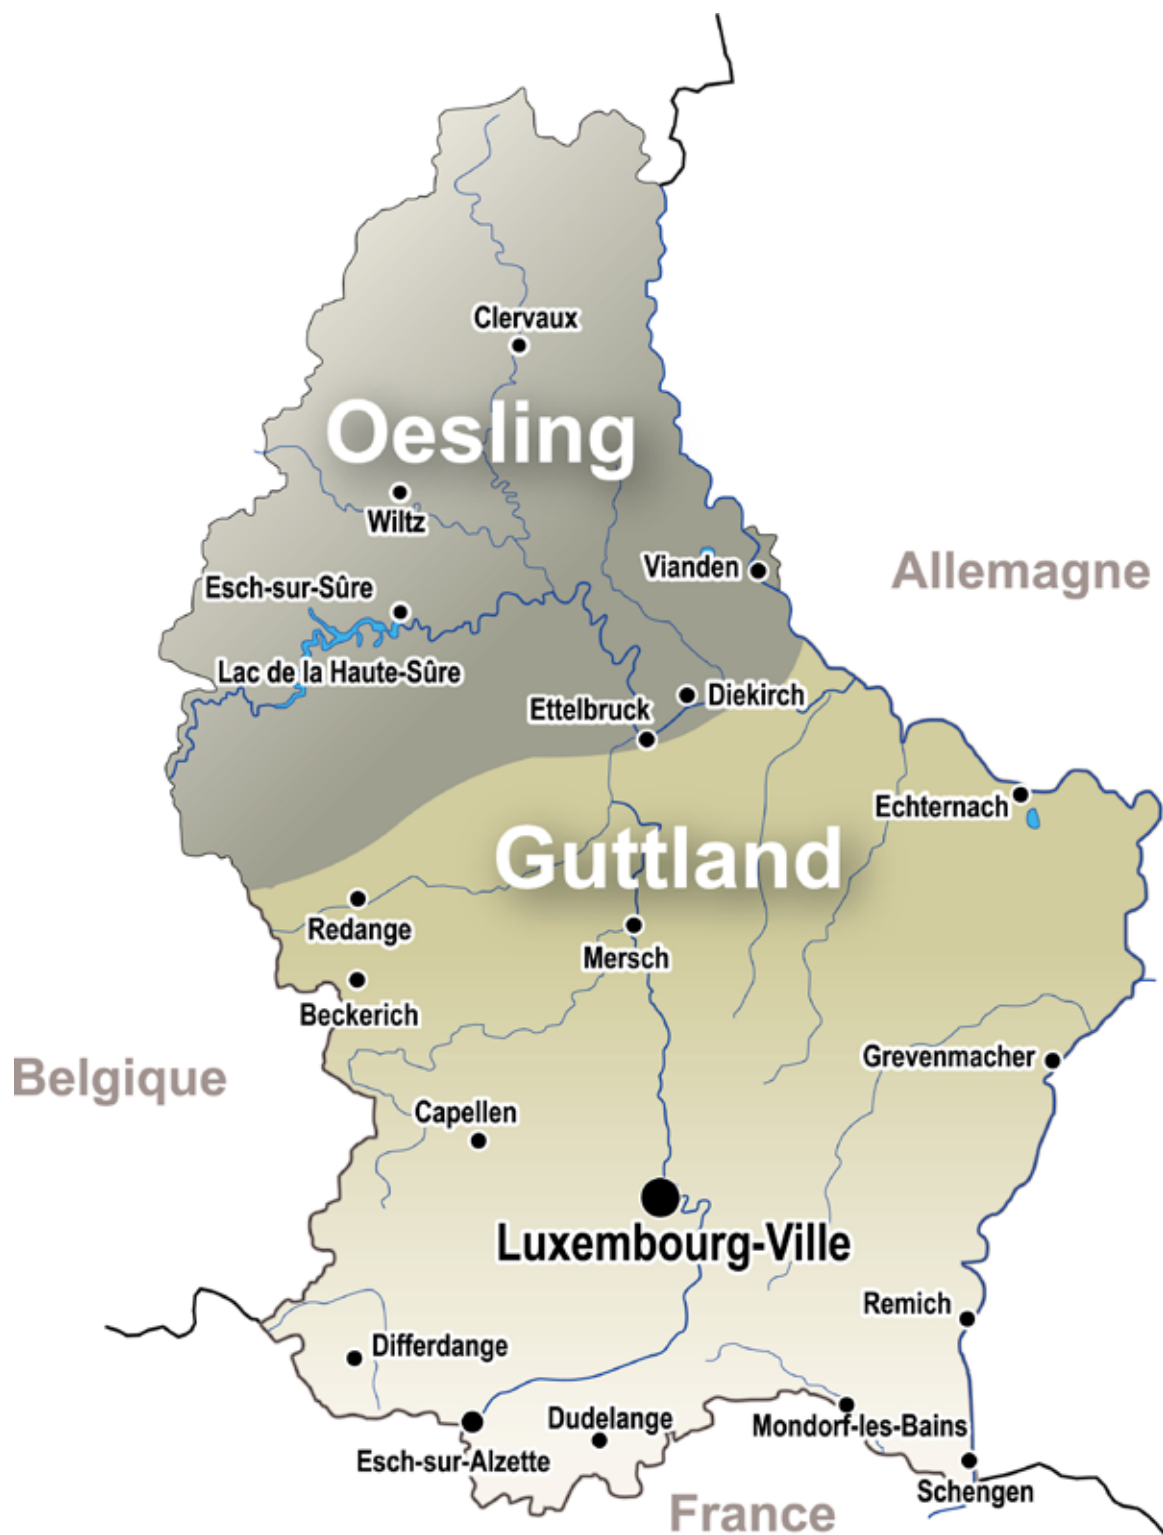 Clervaux
Oesling
Wiltz
Vianden
Allemagne
Esch-sur-Sûre
Lac de la Haute-Sûre
Diekirch
Ettelbruck
Echternach
Guttland
Redange
Mersch
Beckerich
Grevenmacher
Belgique
Capellen
Luxembourg-Ville
Remich
Differdange
Dudelange
Mondorf-les-Bains
Esch-sur-Alzette
Schengen
France